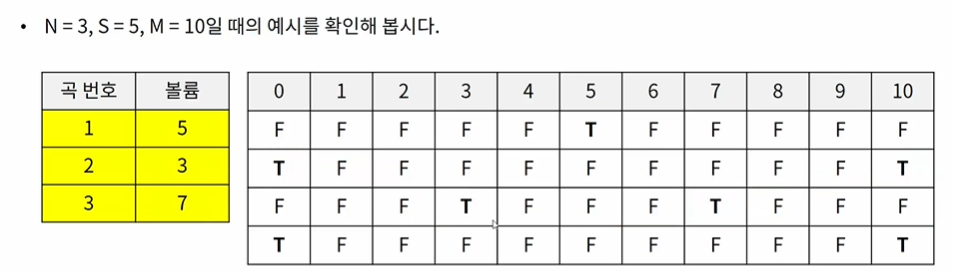 • N = 3, S = 5, M = 10일 때의 예시를 확인해 봅시다.
곡 번호 볼륨
1 5
2 3
3 7
0 1 2 3 4 5 6 7 8 9 10
F F F F F T F F F F F
T F F F F F F F F F T
F F F T F F F T F F F
T F F F F F F F F F T